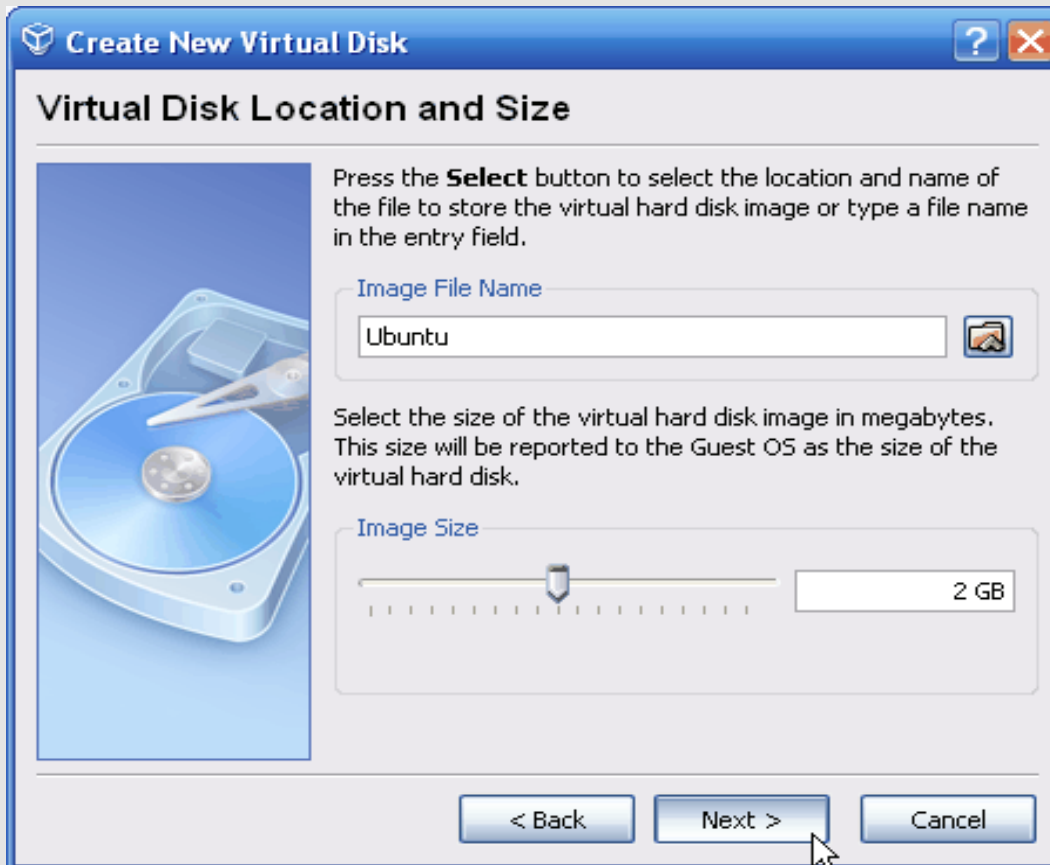 Create New Virtual Disk
Virtual Disk Location and Size
Press the Select button to select the location and name of
the file to store the virtual hard disk image or type a file name
in the entry field.
Image File Name
Ubuntu
Select the size of the virtual hard disk image in megabytes.
This size will be reported to the Guest OS as the size of the
virtual hard disk.
Image Size
2 GB
< Back
Next >
Cancel